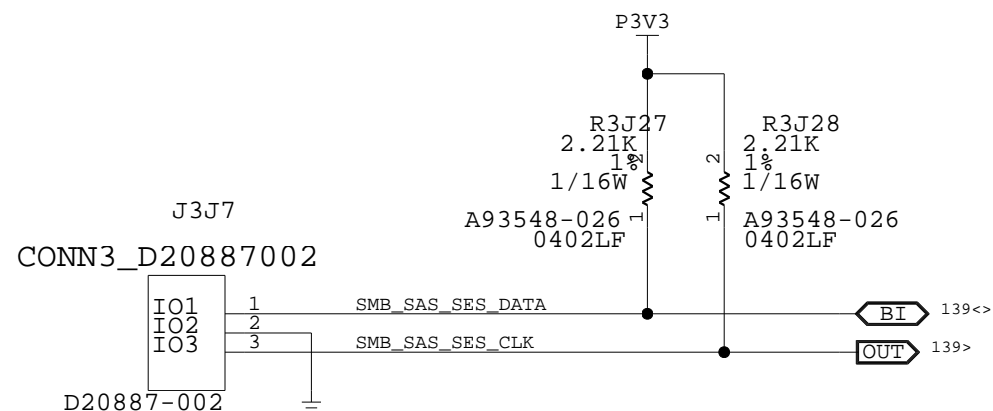 P3V3
R3J27
2.21K
1%
1/16W
2
1
A93548-026
0402LF
R3J28
2.21K
1%
1/16W
2
1
A93548-026
0402LF
J3J7
CONN3_D20887002
IO1 1 SMB_SAS_SES_DATA BI 139<>
IO2 2
IO3 3 SMB_SAS_SES_CLK OUT 139>
D20887-002